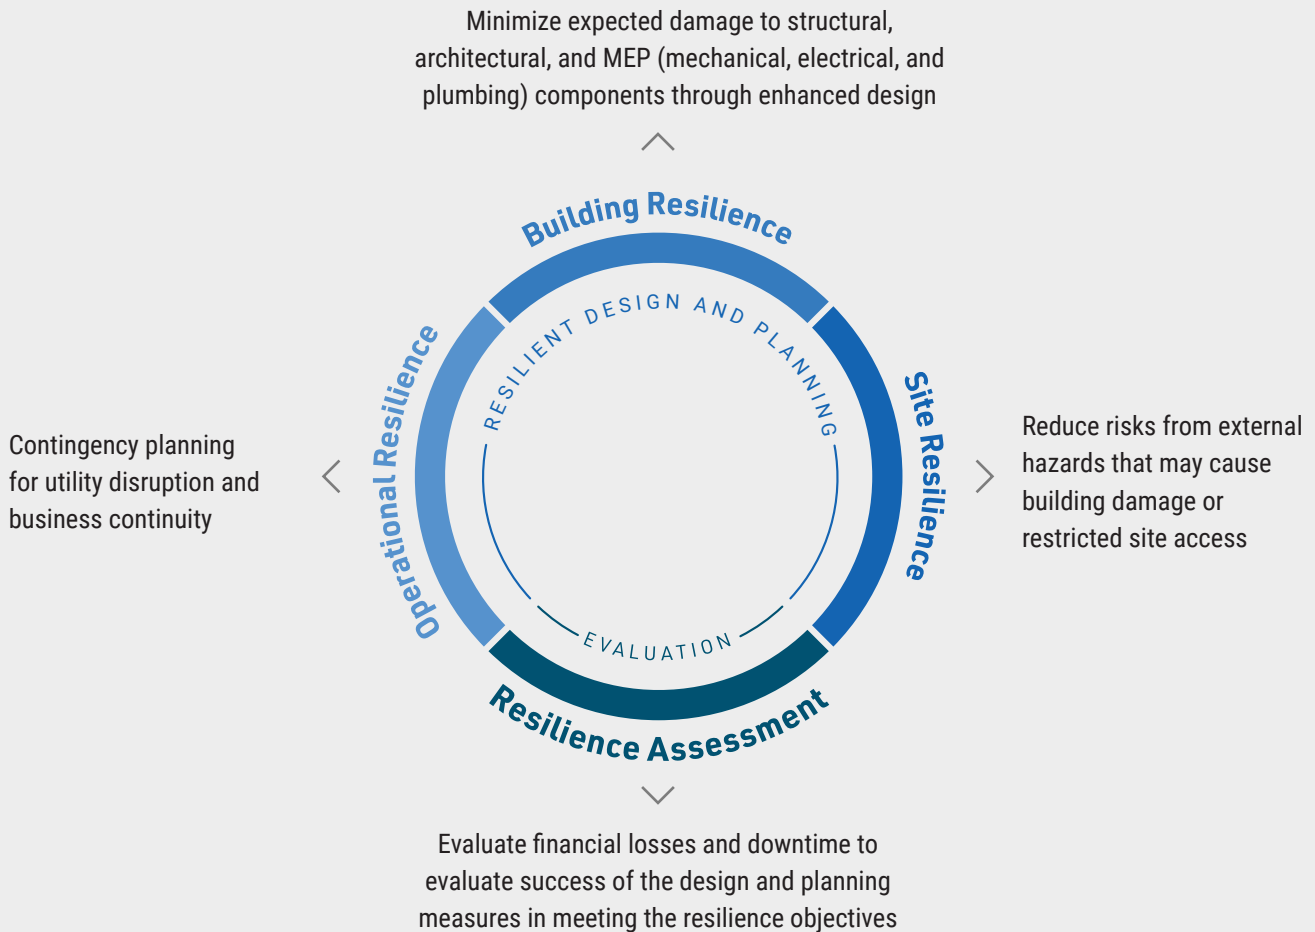 Minimize expected damage to structural,
architectural, and MEP (mechanical, electrical, and
plumbing) components through enhanced design
Building Resilience
RESILIENT DESIGN AND PLANNING
Operational Resilience
Contingency planning
for utility disruption and
business continuity
Site Resilience
Reduce risks from external
hazards that may cause
building damage or
restricted site access
EVALUATION
Resilience Assessment
Evaluate financial losses and downtime to
evaluate success of the design and planning
measures in meeting the resilience objectives